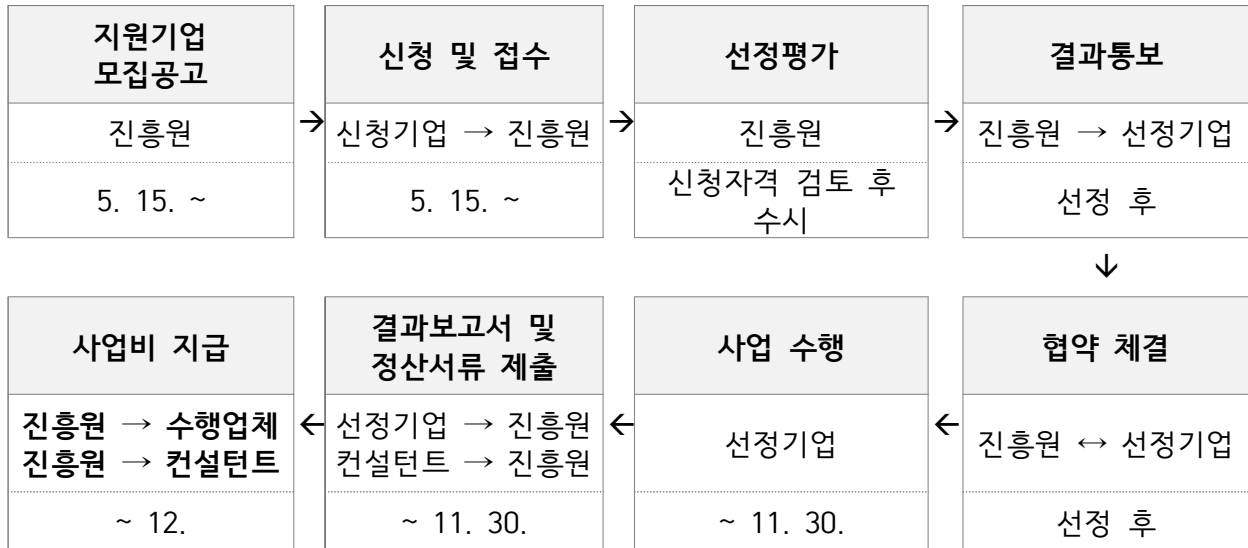 지원기업
모집공고
진흥원
5. 15. ~
→
신청 및 접수
신청기업 → 진흥원
5. 15. ~
→
선정평가
진흥원
신청자격 검토 후
수시
→
결과통보
진흥원 → 선정기업
선정 후
↓
협약 체결
진흥원 ↔ 선정기업
선정 후
←
사업 수행
선정기업
~ 11. 30.
←
결과보고서 및
정산서류 제출
선정기업 → 진흥원
컨설턴트 → 진흥원
~ 11. 30.
←
사업비 지급
진흥원 → 수행업체
진흥원 → 컨설턴트
~ 12.